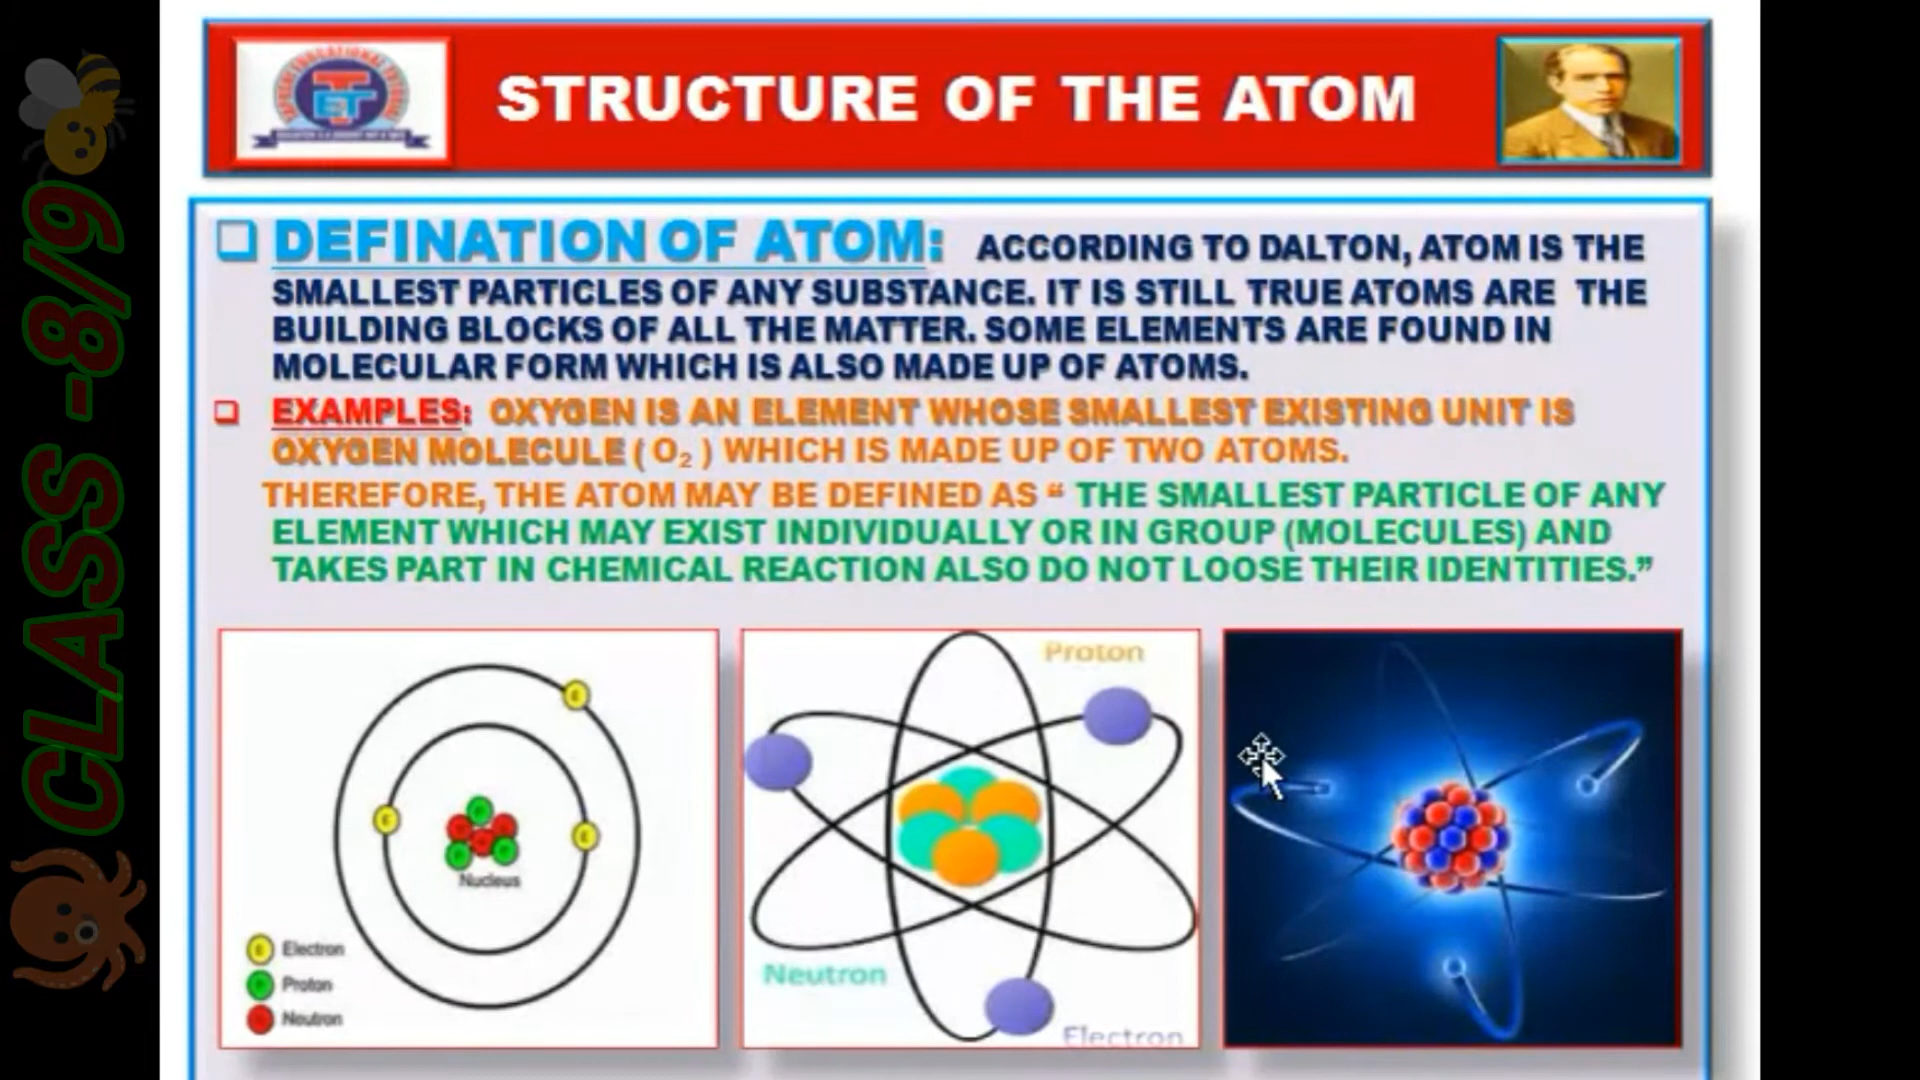 STRUCTURE OF THE ATOM
CLASS -8/9
❑ DEFINATION OF ATOM: ACCORDING TO DALTON, ATOM IS THE
SMALLEST PARTICLES OF ANY SUBSTANCE. IT IS STILL TRUE ATOMS ARE THE
BUILDING BLOCKS OF ALL THE MATTER. SOME ELEMENTS ARE FOUND IN
MOLECULAR FORM WHICH IS ALSO MADE UP OF ATOMS.
❑ EXAMPLES: OXYGEN IS AN ELEMENT WHOSE SMALLEST EXISTING UNIT IS
OXYGEN MOLECULE ( O₂ ) WHICH IS MADE UP OF TWO ATOMS.
THEREFORE, THE ATOM MAY BE DEFINED AS “ THE SMALLEST PARTICLE OF ANY
ELEMENT WHICH MAY EXIST INDIVIDUALLY OR IN GROUP (MOLECULES) AND
TAKES PART IN CHEMICAL REACTION ALSO DO NOT LOOSE THEIR IDENTITIES.”
E
E
E
Nucleus
E Electron
Proton
Neutron
Proton
Neutron
Electron